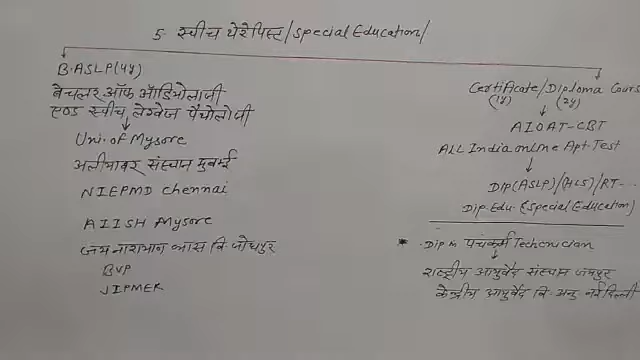 5. स्पीच थेरेपिस्ट/Special Education/
B.ASLP(4y)
बेचलर ऑफ ऑडियोलाजी
एण्ड स्पीच लेंग्वेज पैथोलोजी
Uni.of Mysore
अलीयावर संस्थान मुम्बई
NIEPMD Chennai
AIISH Mysore
जय नारायण व्यास वि. जोधपुर
BVP
JIPMER
Certificate/Diploma Cours
(1y) (2y)
AIOAT-CBT
ALL India online Apt. Test
Dip(ASLP)/(HLS)/RT-
Dip.Edu.(Special Education)
* Dip in पंचकर्म Technician
राष्ट्रीय आयुर्वेद संस्थान जयपुर
केन्द्रीय आयुर्वेद वि. अनु. नई दिल्ली